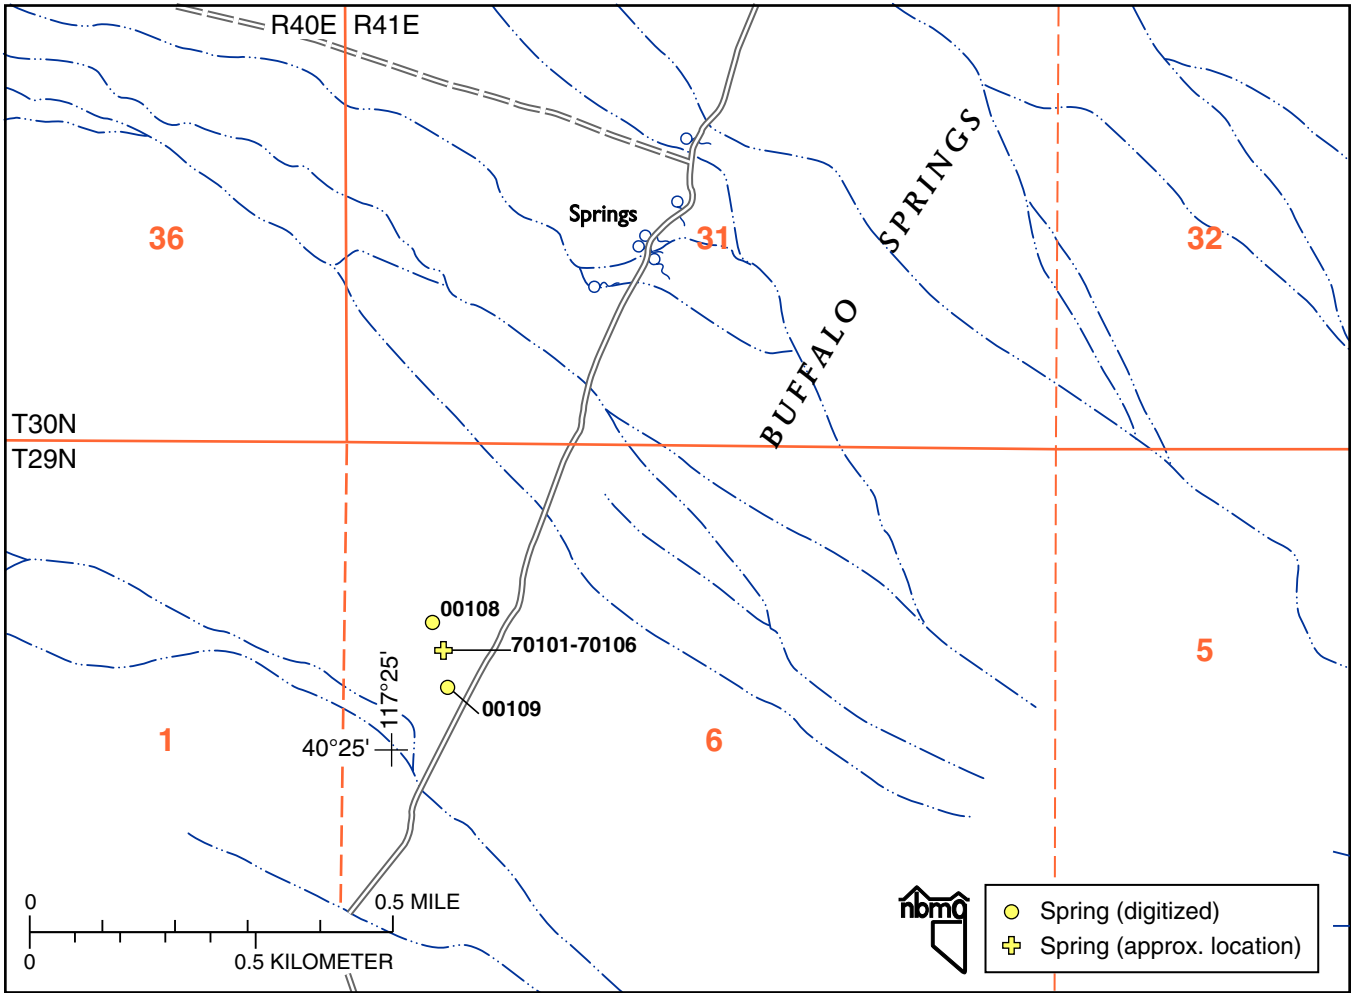 R40E R41E
SPRINGS
Springs
36
31
32
BUFFALO
T30N
T29N
00108
70101-70106
117°25'
00109
5
1
40°25'
6
0 0.5 MILE
0 0.5 KILOMETER
nbmg
Spring (digitized)
Spring (approx. location)